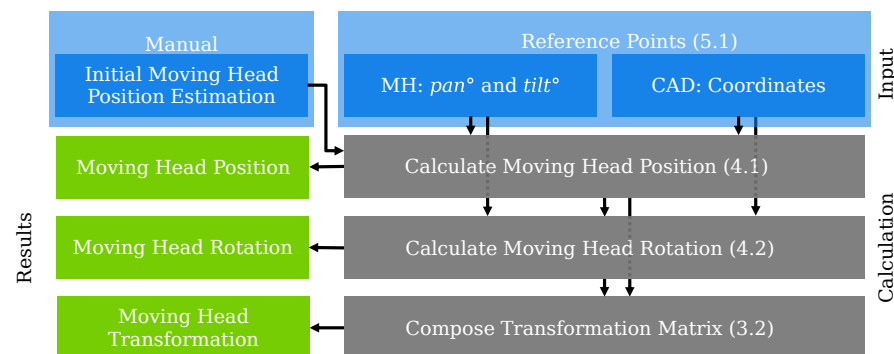 Manual
Reference Points (5.1)
Initial Moving Head
Position Estimation
MH: pan° and tilt°
CAD: Coordinates
Input
Moving Head Position
Calculate Moving Head Position (4.1)
Moving Head Rotation
Calculate Moving Head Rotation (4.2)
Results
Calculation
Moving Head
Transformation
Compose Transformation Matrix (3.2)